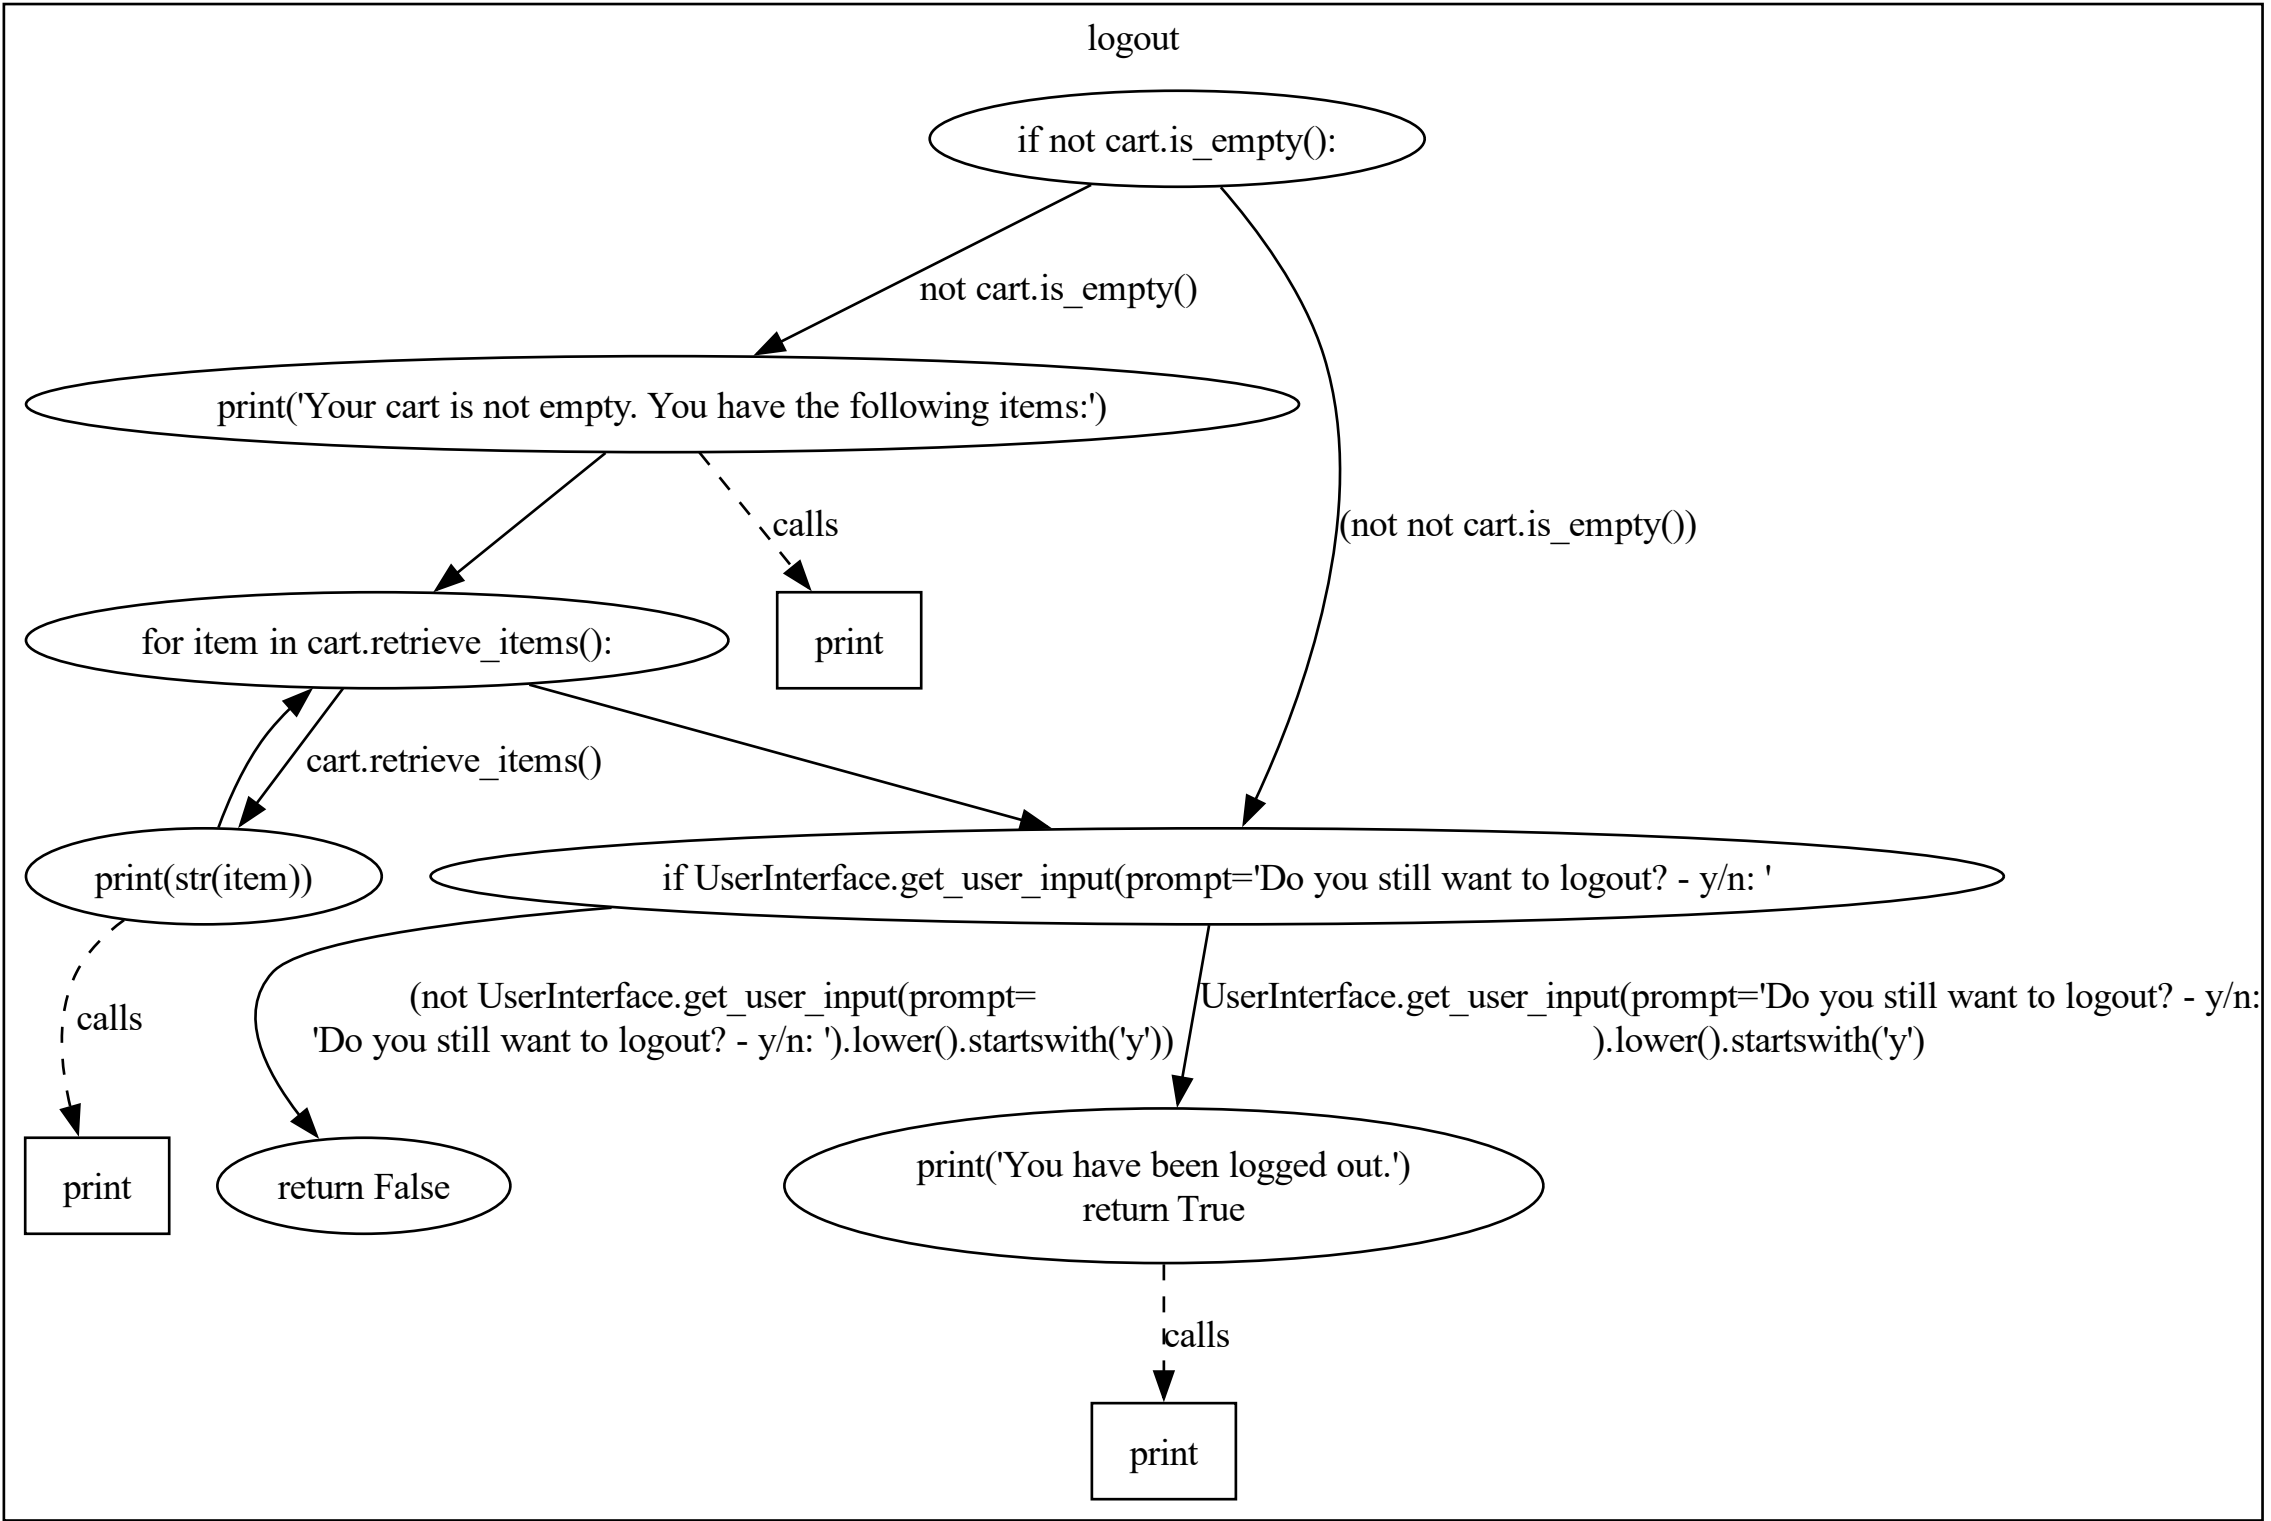 logout
if not cart.is_empty():
not cart.is_empty()
print('Your cart is not empty. You have the following items:')
calls
(not not cart.is_empty())
for item in cart.retrieve_items():
print
cart.retrieve_items()
print(str(item))
if UserInterface.get_user_input(prompt='Do you still want to logout? - y/n: '
calls
(not UserInterface.get_user_input(prompt=
'Do you still want to logout? - y/n: ').lower().startswith('y'))
UserInterface.get_user_input(prompt='Do you still want to logout? - y/n:
).lower().startswith('y')
print
return False
print('You have been logged out.')
return True
calls
print